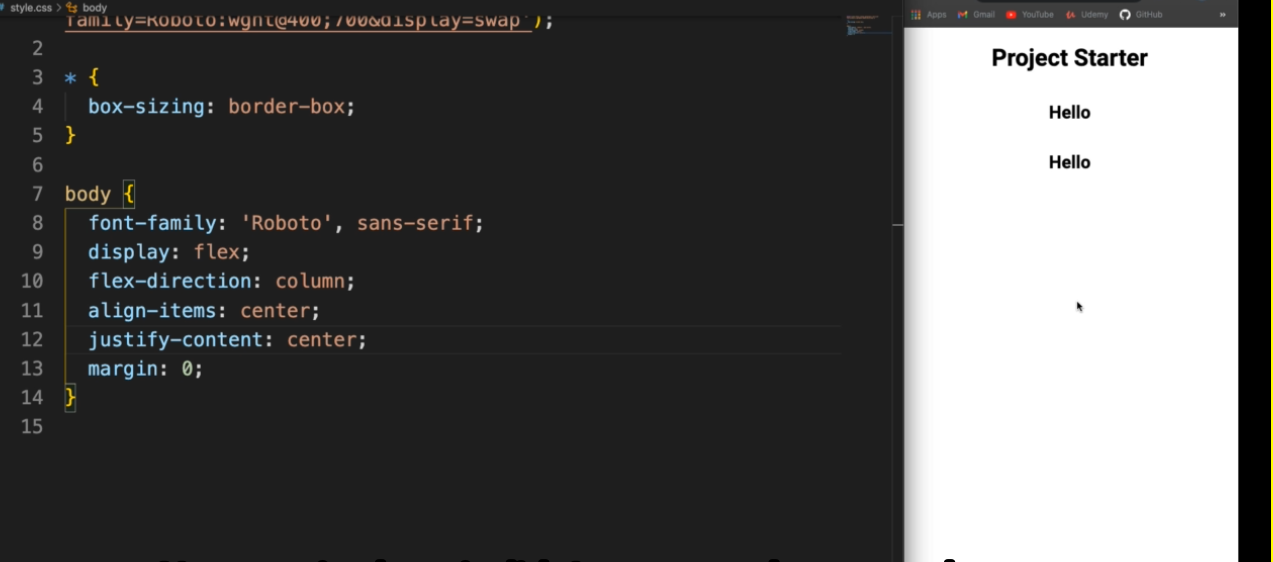 style.css > body
family=Roboto:wght@400;700&display=swap');
2
3 * {
4 box-sizing: border-box;
5 }
6
7 body {
8 font-family: 'Roboto', sans-serif;
9 display: flex;
10 flex-direction: column;
11 align-items: center;
12 justify-content: center;
13 margin: 0;
14 }
15
Apps Gmail YouTube Udemy GitHub »
Project Starter
Hello
Hello